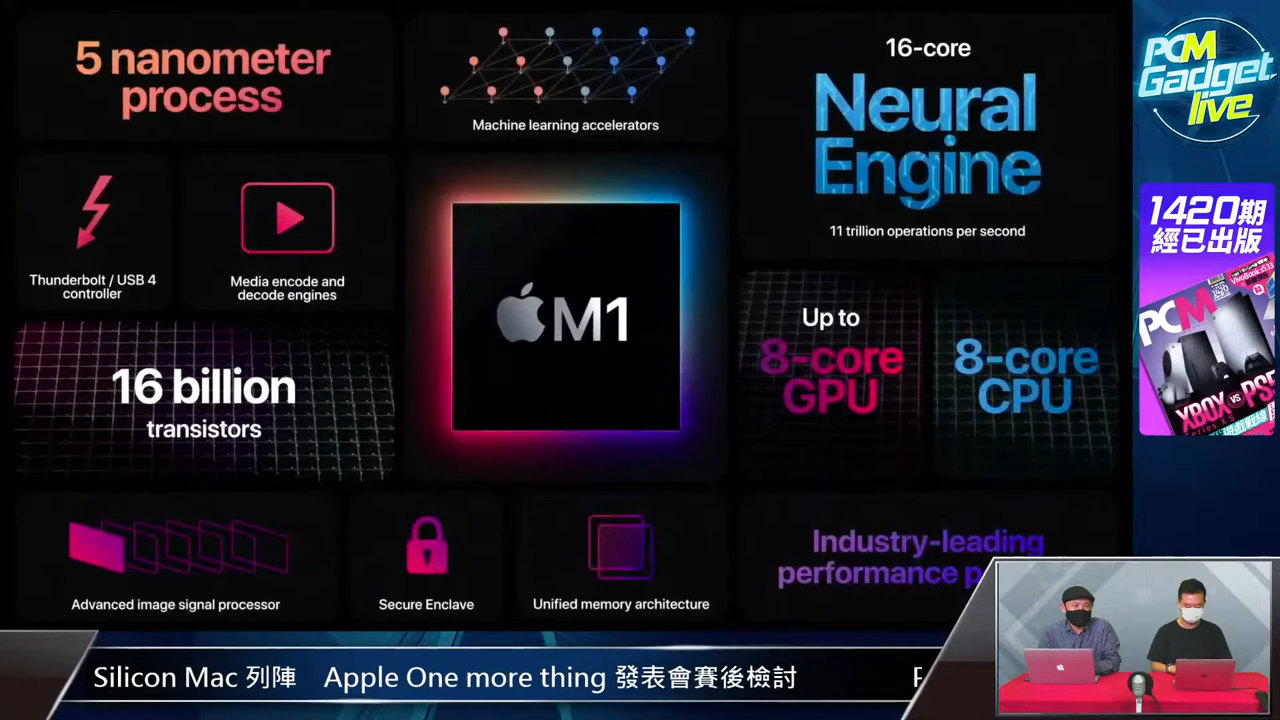 5 nanometer
process
Machine learning accelerators
16-core
Neural
Engine
11 trillion operations per second
Thunderbolt / USB 4
controller
Media encode and
decode engines
M1
Up to
8-core
GPU
8-core
CPU
16 billion
transistors
Advanced image signal processor
Secure Enclave
Unified memory architecture
Industry-leading
performance p
PCM
Gadget
live
1420期
經已出版
PCM
XBOX VS PS5
Series X|S
Silicon Mac 列陣 Apple One more thing 發表會賽後檢討